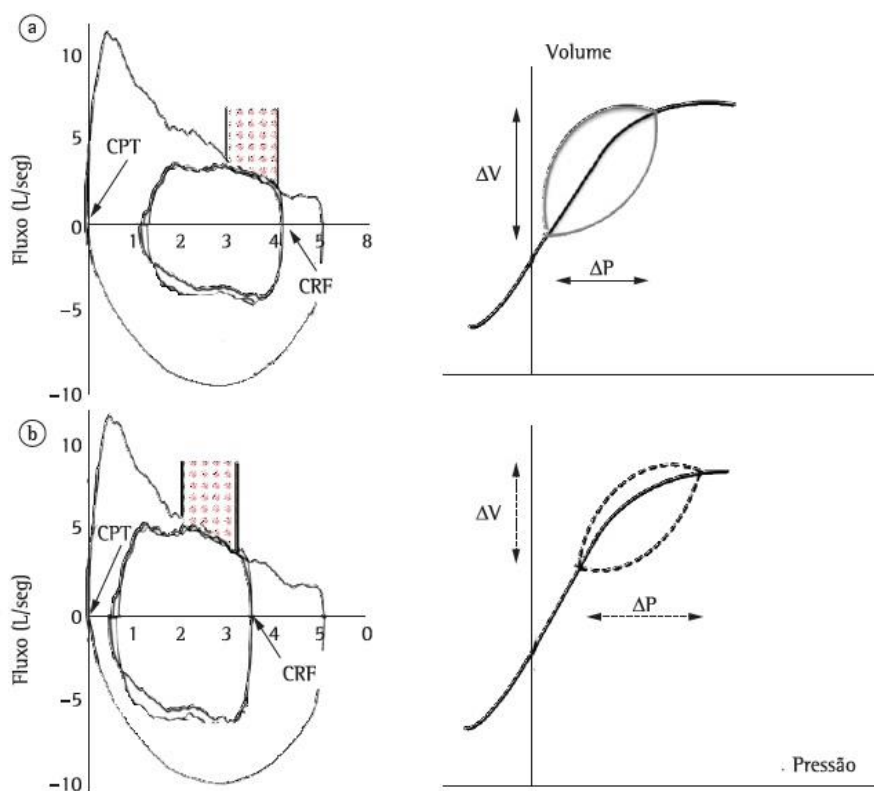 a
10
5
0
−5
−10
Fluxo (L/seg)
CPT
1 2 3 4 5 8
CRF
Volume
ΔV
ΔP
b
10
5
0
−5
−10
Fluxo (L/seg)
CPT
1 2 3 4 5 0
CRF
ΔV
ΔP
Pressão